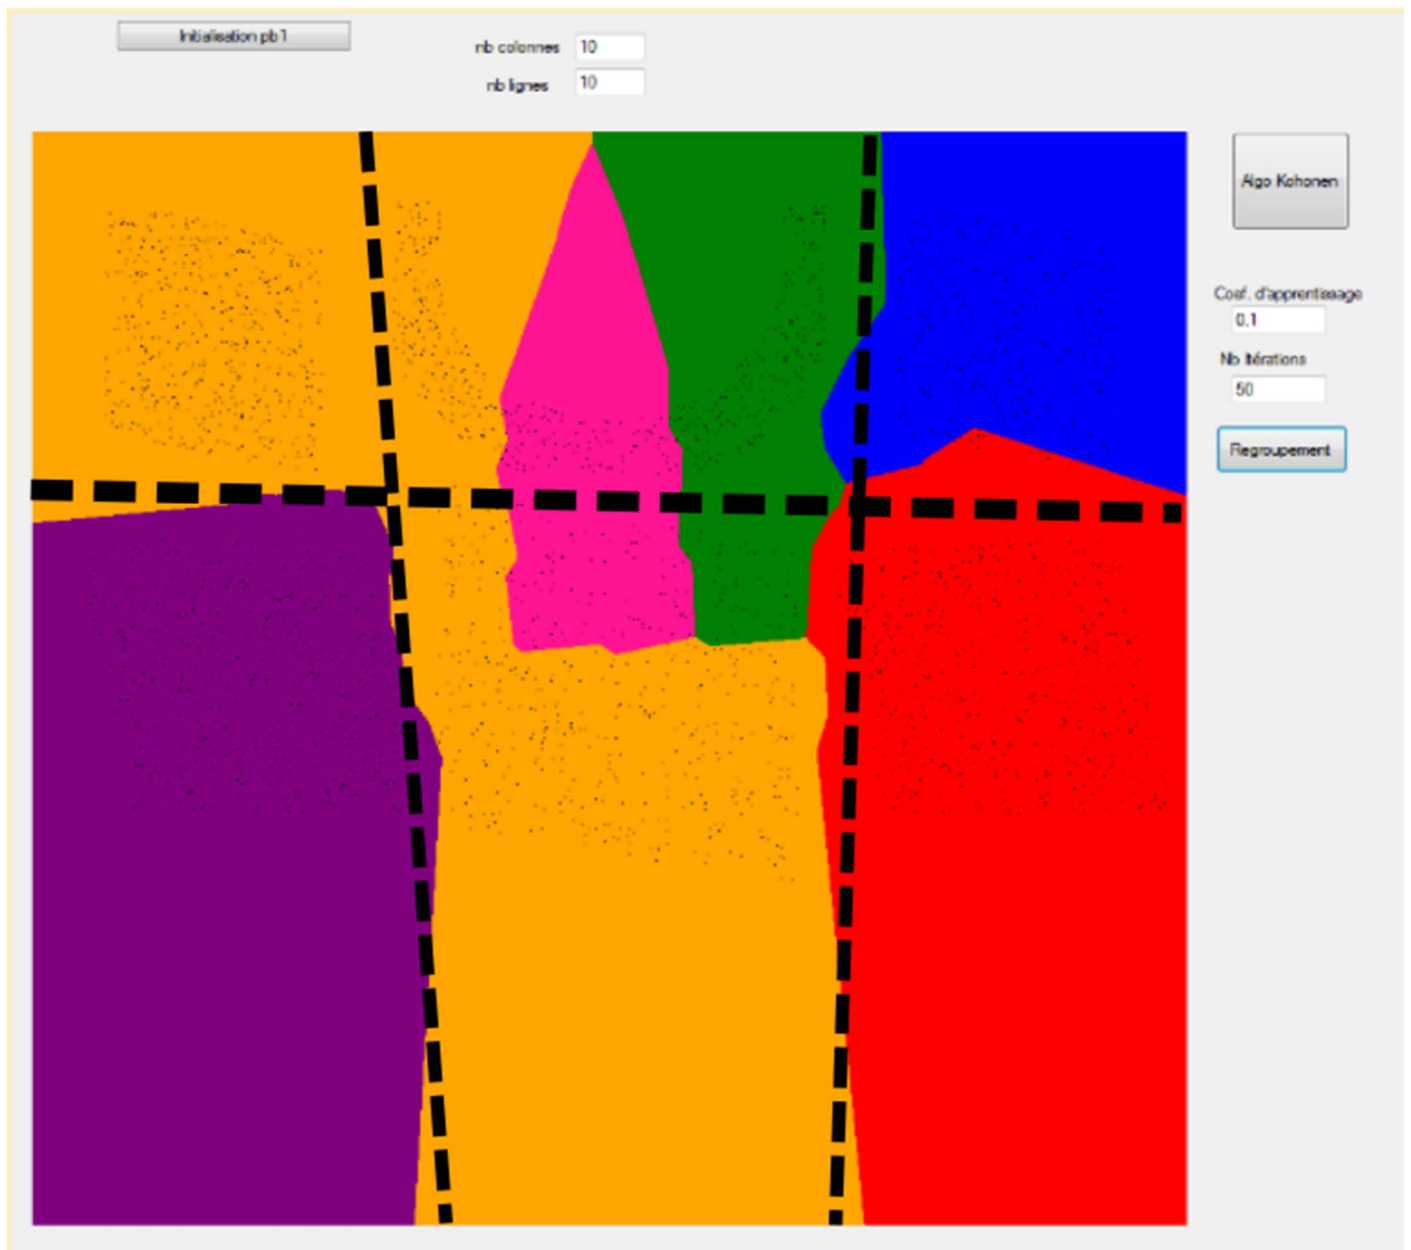 Initialisation pb1
nb colonnes 10
nb lignes 10
Algo Kohonen
Coef. d'apprentissage
0.1
Nb Itérations
50
Regroupement